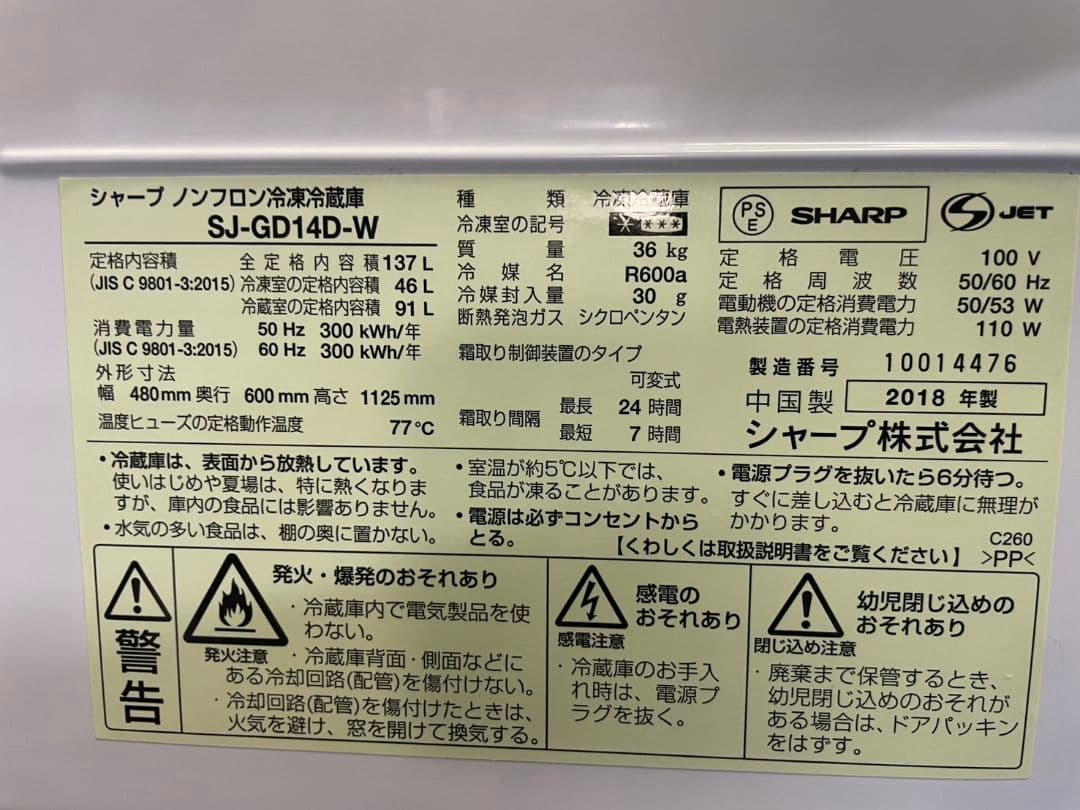 シャープ ノンフロン冷凍冷蔵庫
SJ-GD14D-W
定格内容積 全定格内容積 137 L
(JIS C 9801-3:2015) 冷凍室の定格内容積 46 L
冷蔵室の定格内容積 91 L
消費電力量 50 Hz 300 kWh/年
(JIS C 9801-3:2015) 60 Hz 300 kWh/年
外形寸法
幅 480mm 奥行 600mm 高さ 1125mm
温度ヒューズの定格動作温度 77℃
種類 冷凍冷蔵庫
冷凍室の記号 ****
質量 36 kg
冷媒名 R600a
冷媒封入量 30 g
断熱発泡ガス シクロペンタン
霜取り制御装置のタイプ
可変式
霜取り間隔 最長 24 時間
最短 7 時間
PS E SHARP JET
定格電圧 100 V
定格周波数 50/60 Hz
電動機の定格消費電力 50/53 W
電熱装置の定格消費電力 110 W
製造番号 10014476
中国製 2018 年製
シャープ株式会社
・冷蔵庫は、表面から放熱しています。
使いはじめや夏場は、特に熱くなりま
すが、庫内の食品には影響ありません。
・水気の多い食品は、棚の奥に置かない。
・室温が約5℃以下では、
食品が凍ることがあります。
・電源は必ずコンセントから
とる。
・電源プラグを抜いたら6分待つ。
すぐに差し込むと冷蔵庫に無理が
かかります。
【くわしくは取扱説明書をご覧ください】
C260
>PP<
警告
発火・爆発のおそれあり
発火注意
・冷蔵庫内で電気製品を使
わない。
・冷蔵庫背面・側面などに
ある冷却回路(配管)を傷付けない。
・冷却回路(配管)を傷付けたときは、
火気を避け、窓を開けて換気する。
感電の
おそれあり
感電注意
・冷蔵庫のお手入
れ時は、電源プ
ラグを抜く。
幼児閉じ込めの
おそれあり
閉じ込め注意
・廃棄まで保管するとき、
幼児閉じ込めのおそれが
ある場合は、ドアパッキン
をはずす。